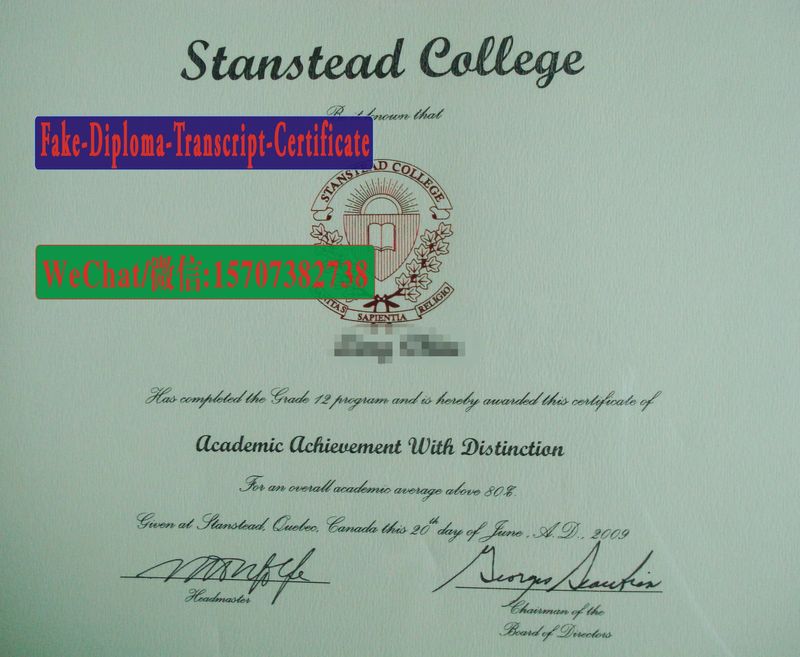 Stanstead College
known that
Fake-Diploma-Transcript-Certificate
STANSTEAD COLLEGE
WeChat/微信:15707382738
SAPIENTIA RELIGIO
Has completed the Grade 12 program and is hereby awarded this certificate of
Academic Achievement With Distinction
For an overall academic average above 80%.
Given at Stanstead, Quebec, Canada this 20th day of June, A.D., 2009
Headmaster
Chairman of the
Board of Directors